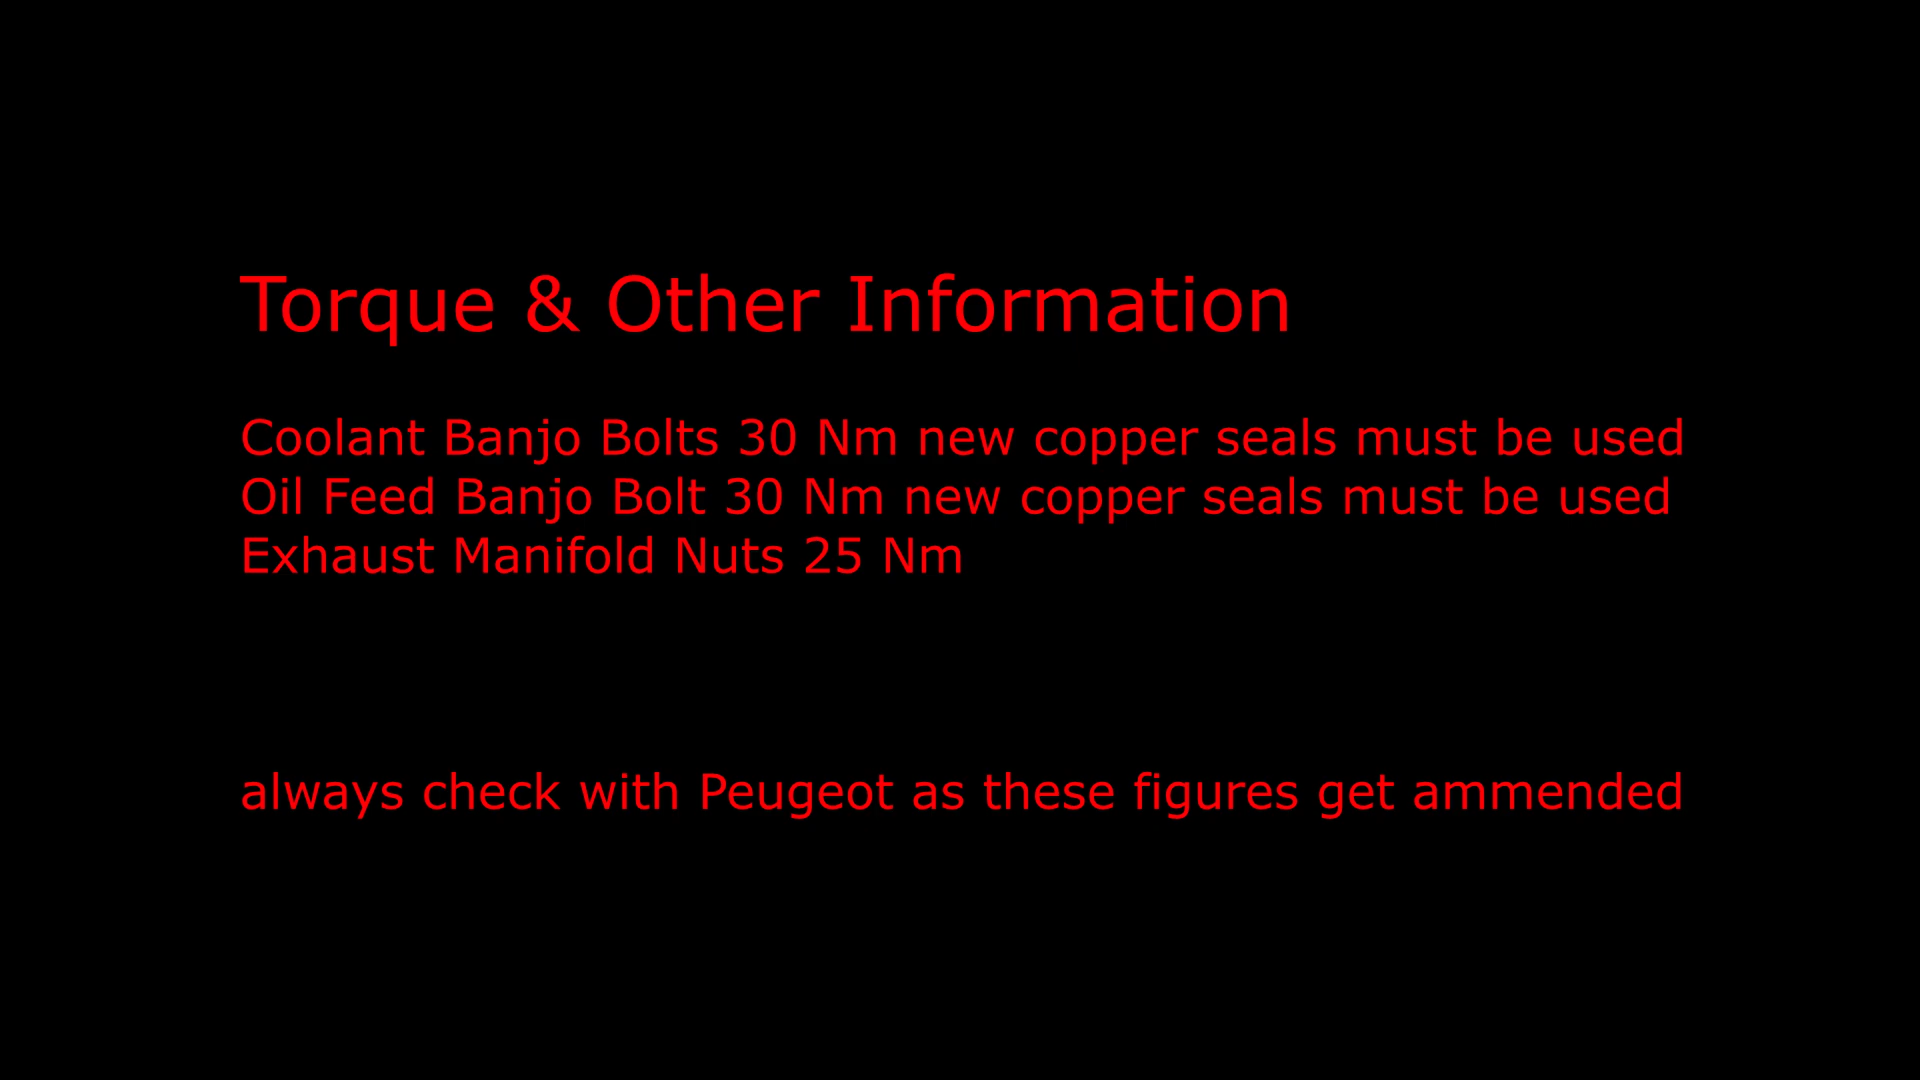 Torque & Other Information
Coolant Banjo Bolts 30 Nm new copper seals must be used
Oil Feed Banjo Bolt 30 Nm new copper seals must be used
Exhaust Manifold Nuts 25 Nm
always check with Peugeot as these figures get ammended